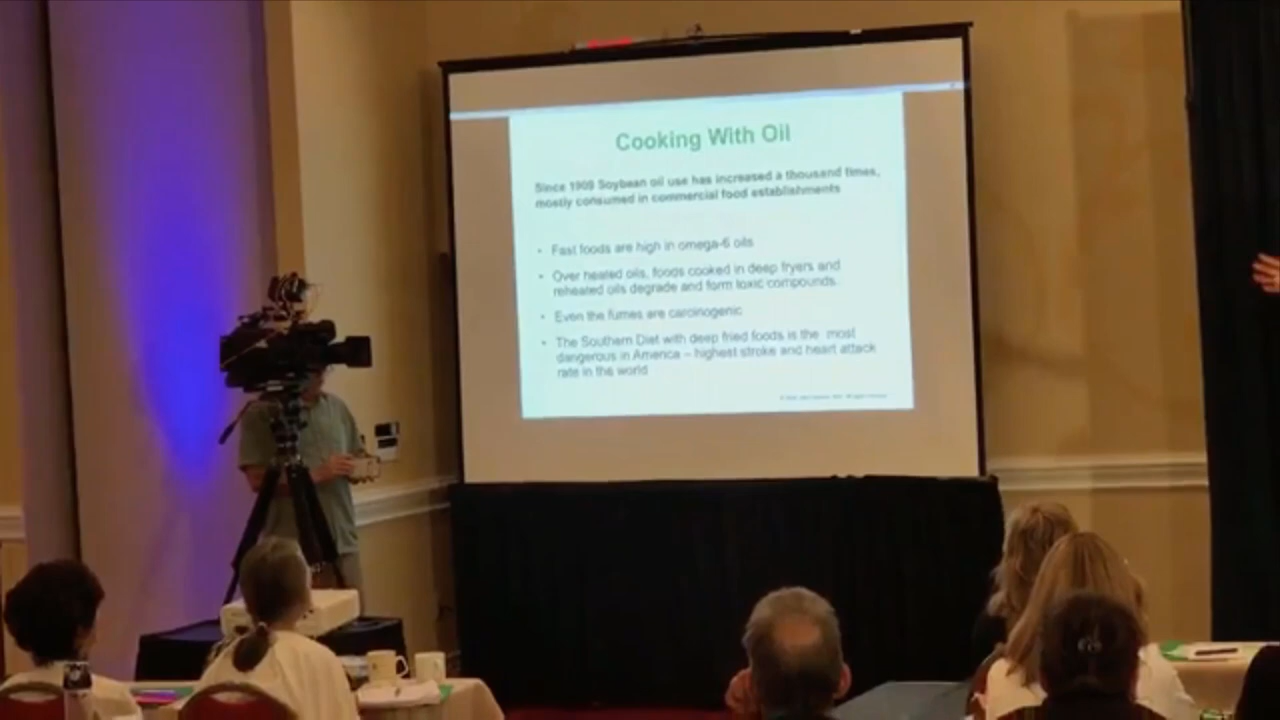 Cooking With Oil
Since 1909 Soybean oil use has increased a thousand times,
mostly consumed in commercial food establishments
• Fast foods are high in omega-6 oils
• Over heated oils, foods cooked in deep fryers and
reheated oils degrade and form toxic compounds.
• Even the fumes are carcinogenic
• The Southern Diet with deep fried foods is the most
dangerous in America – highest stroke and heart attack
rate in the world